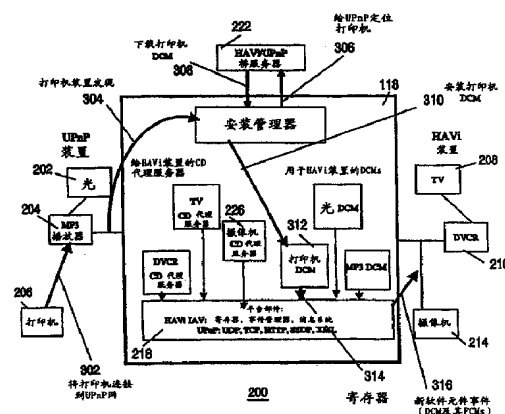 下载打印机
DCM
308
222
HAVi/UPnP
桥服务器
给UPnP定位
打印机
306
打印机装置发现
304
118
安装管理器
310
安装打印机
DCM
UPnP
装置
202
光
204
MP3
播放器
206
打印机
302
将打印机连接
到UPnP网
给HAVi装置的CD
代理服务器
用于HAVi装置的DCMs
TV
CD 代理
服务器
226
摄像机
CD 代理
服务器
312
光 DCM
DVCR
CD 代理
服务器
打印机
DCM
MP3 DCM
平台部件:
HAVi IAV: 寄存器, 事件管理器, 信息系统
UPnP: UDP, TCP, HTTP, SSDP, XML
218
314
HAVi
装置
208
TV
DVCR
210
摄像机
214
316
200
寄存器
新软件元件事件
(DCM及其FCMs)